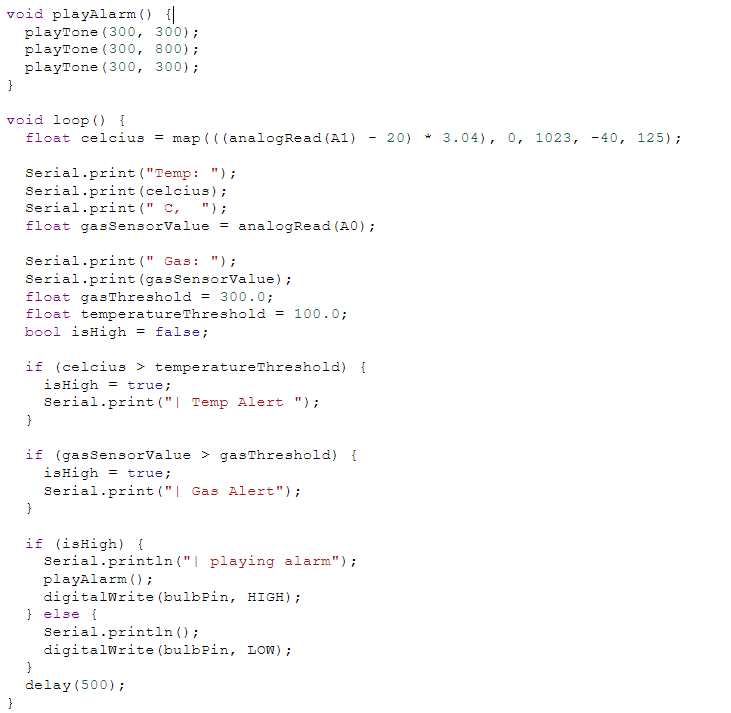 void playAlarm() {
  playTone(300, 300);
  playTone(300, 800);
  playTone(300, 300);
}

void loop() {
  float celcius = map(((analogRead(A1) - 20) * 3.04), 0, 1023, -40, 125);

  Serial.print("Temp: ");
  Serial.print(celcius);
  Serial.print(" C,  ");
  float gasSensorValue = analogRead(A0);

  Serial.print(" Gas: ");
  Serial.print(gasSensorValue);
  float gasThreshold = 300.0;
  float temperatureThreshold = 100.0;
  bool isHigh = false;

  if (celcius > temperatureThreshold) {
    isHigh = true;
    Serial.print("| Temp Alert ");
  }

  if (gasSensorValue > gasThreshold) {
    isHigh = true;
    Serial.print("| Gas Alert");
  }

  if (isHigh) {
    Serial.println("| playing alarm");
    playAlarm();
    digitalWrite(bulbPin, HIGH);
  } else {
    Serial.println();
    digitalWrite(bulbPin, LOW);
  }
  delay(500);
}